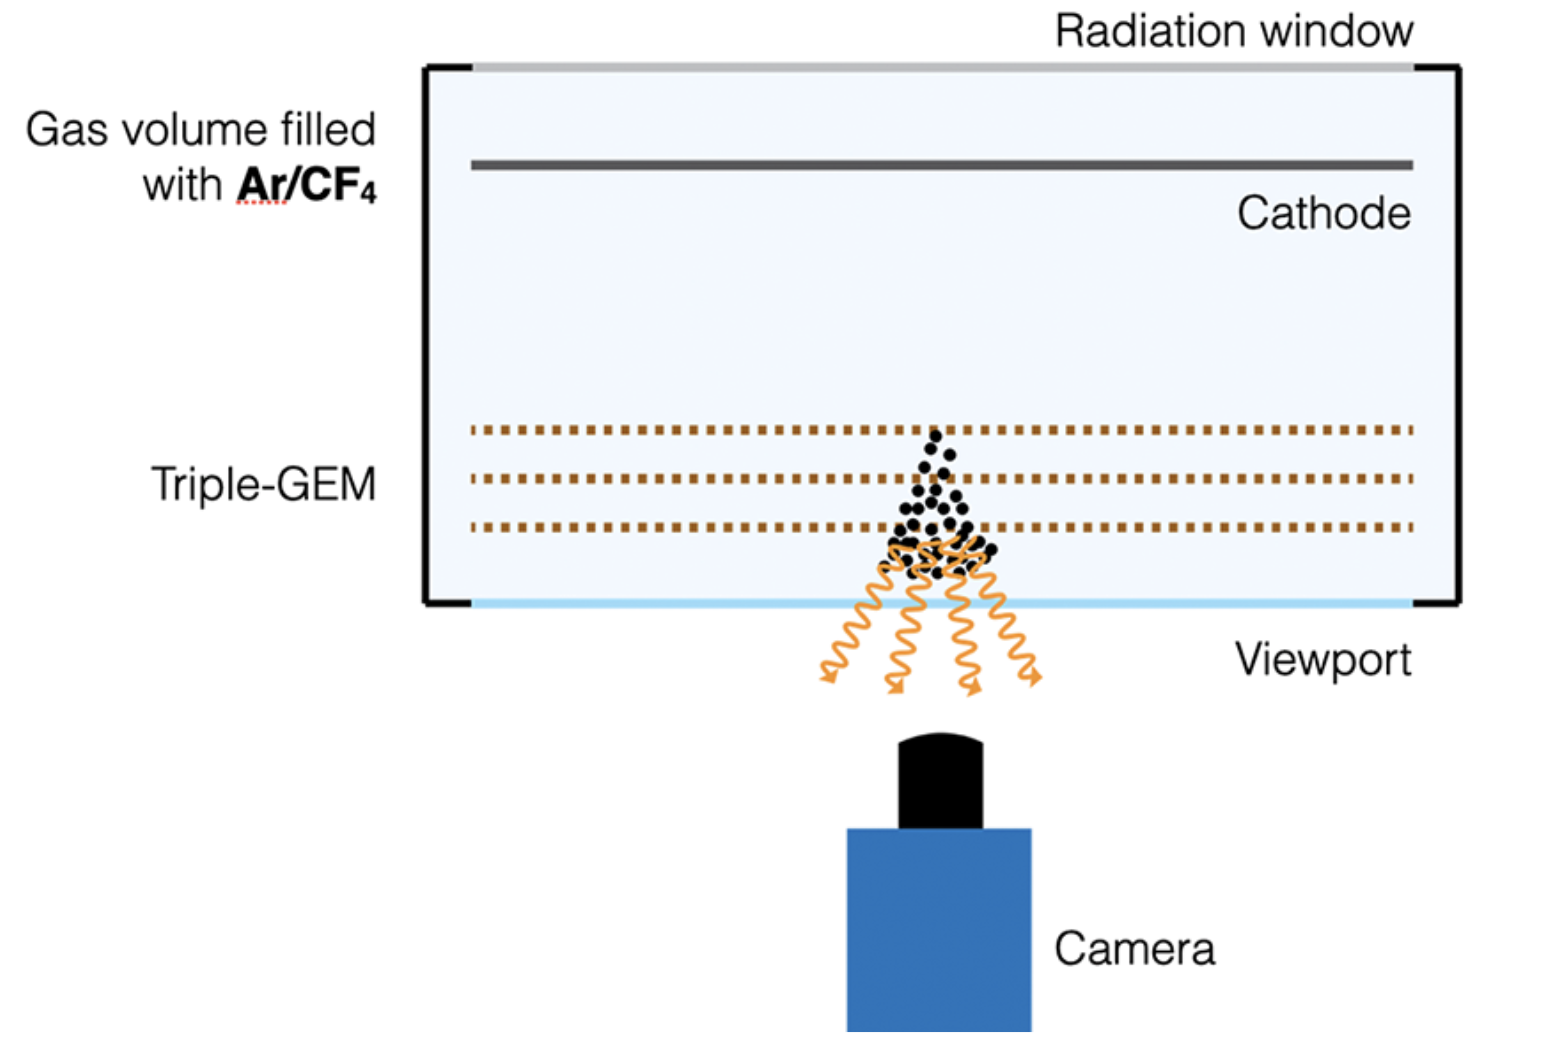 Radiation window
Gas volume filled
with Ar/CF₄
Cathode
Triple-GEM
Viewport
Camera